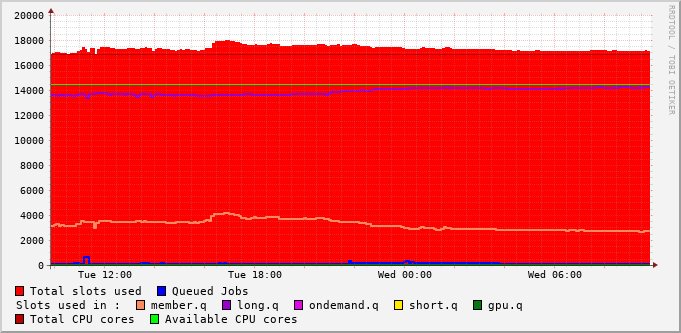 20000
18000
16000
14000
12000
10000
8000
6000
4000
2000
0
Tue 12:00 Tue 18:00 Wed 00:00 Wed 06:00
Total slots used Queued Jobs
Slots used in : member.q long.q ondemand.q short.q gpu.q
Total CPU cores Available CPU cores
RRDTOOL / TOBI OETIKER